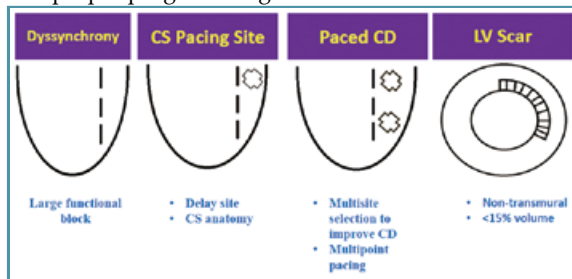 Dyssynchrony
CS Pacing Site
Paced CD
LV Scar
Large functional
block
• Delay site
• CS anatomy
• Multisite
selection to
improve CD
• Multipoint
pacing
• Non-transmural
• <15% volume